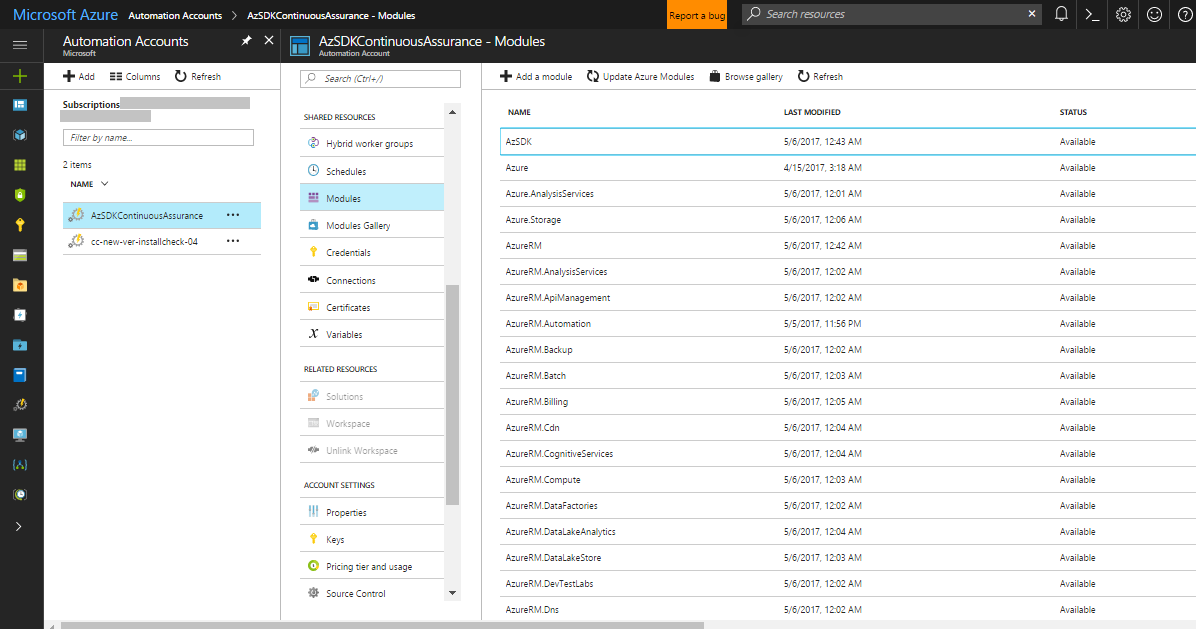 Microsoft Azure Automation Accounts > AzSDKContinuousAssurance - Modules
Report a bug
Search resources
Automation Accounts
Microsoft
Add Columns Refresh
Subscriptions
Filter by name...
2 items
NAME
AzSDKContinuousAssurance ...
cc-new-ver-installcheck-04 ...
AzSDKContinuousAssurance - Modules
Automation Account
Search (Ctrl+/)
SHARED RESOURCES
Hybrid worker groups
Schedules
Modules
Modules Gallery
Credentials
Connections
Certificates
Variables
RELATED RESOURCES
Solutions
Workspace
Unlink Workspace
ACCOUNT SETTINGS
Properties
Keys
Pricing tier and usage
Source Control
Add a module Update Azure Modules Browse gallery Refresh
NAME LAST MODIFIED STATUS
AzSDK 5/6/2017, 12:43 AM Available
Azure 4/15/2017, 3:18 AM Available
Azure.AnalysisServices 5/6/2017, 12:01 AM Available
Azure.Storage 5/6/2017, 12:06 AM Available
AzureRM 5/6/2017, 12:42 AM Available
AzureRM.AnalysisServices 5/6/2017, 12:02 AM Available
AzureRM.ApiManagement 5/6/2017, 12:02 AM Available
AzureRM.Automation 5/5/2017, 11:56 PM Available
AzureRM.Backup 5/6/2017, 12:02 AM Available
AzureRM.Batch 5/6/2017, 12:03 AM Available
AzureRM.Billing 5/6/2017, 12:05 AM Available
AzureRM.Cdn 5/6/2017, 12:04 AM Available
AzureRM.CognitiveServices 5/6/2017, 12:04 AM Available
AzureRM.Compute 5/6/2017, 12:03 AM Available
AzureRM.DataFactories 5/6/2017, 12:02 AM Available
AzureRM.DataLakeAnalytics 5/6/2017, 12:04 AM Available
AzureRM.DataLakeStore 5/6/2017, 12:03 AM Available
AzureRM.DevTestLabs 5/6/2017, 12:02 AM Available
AzureRM.Dns 5/6/2017, 12:02 AM Available